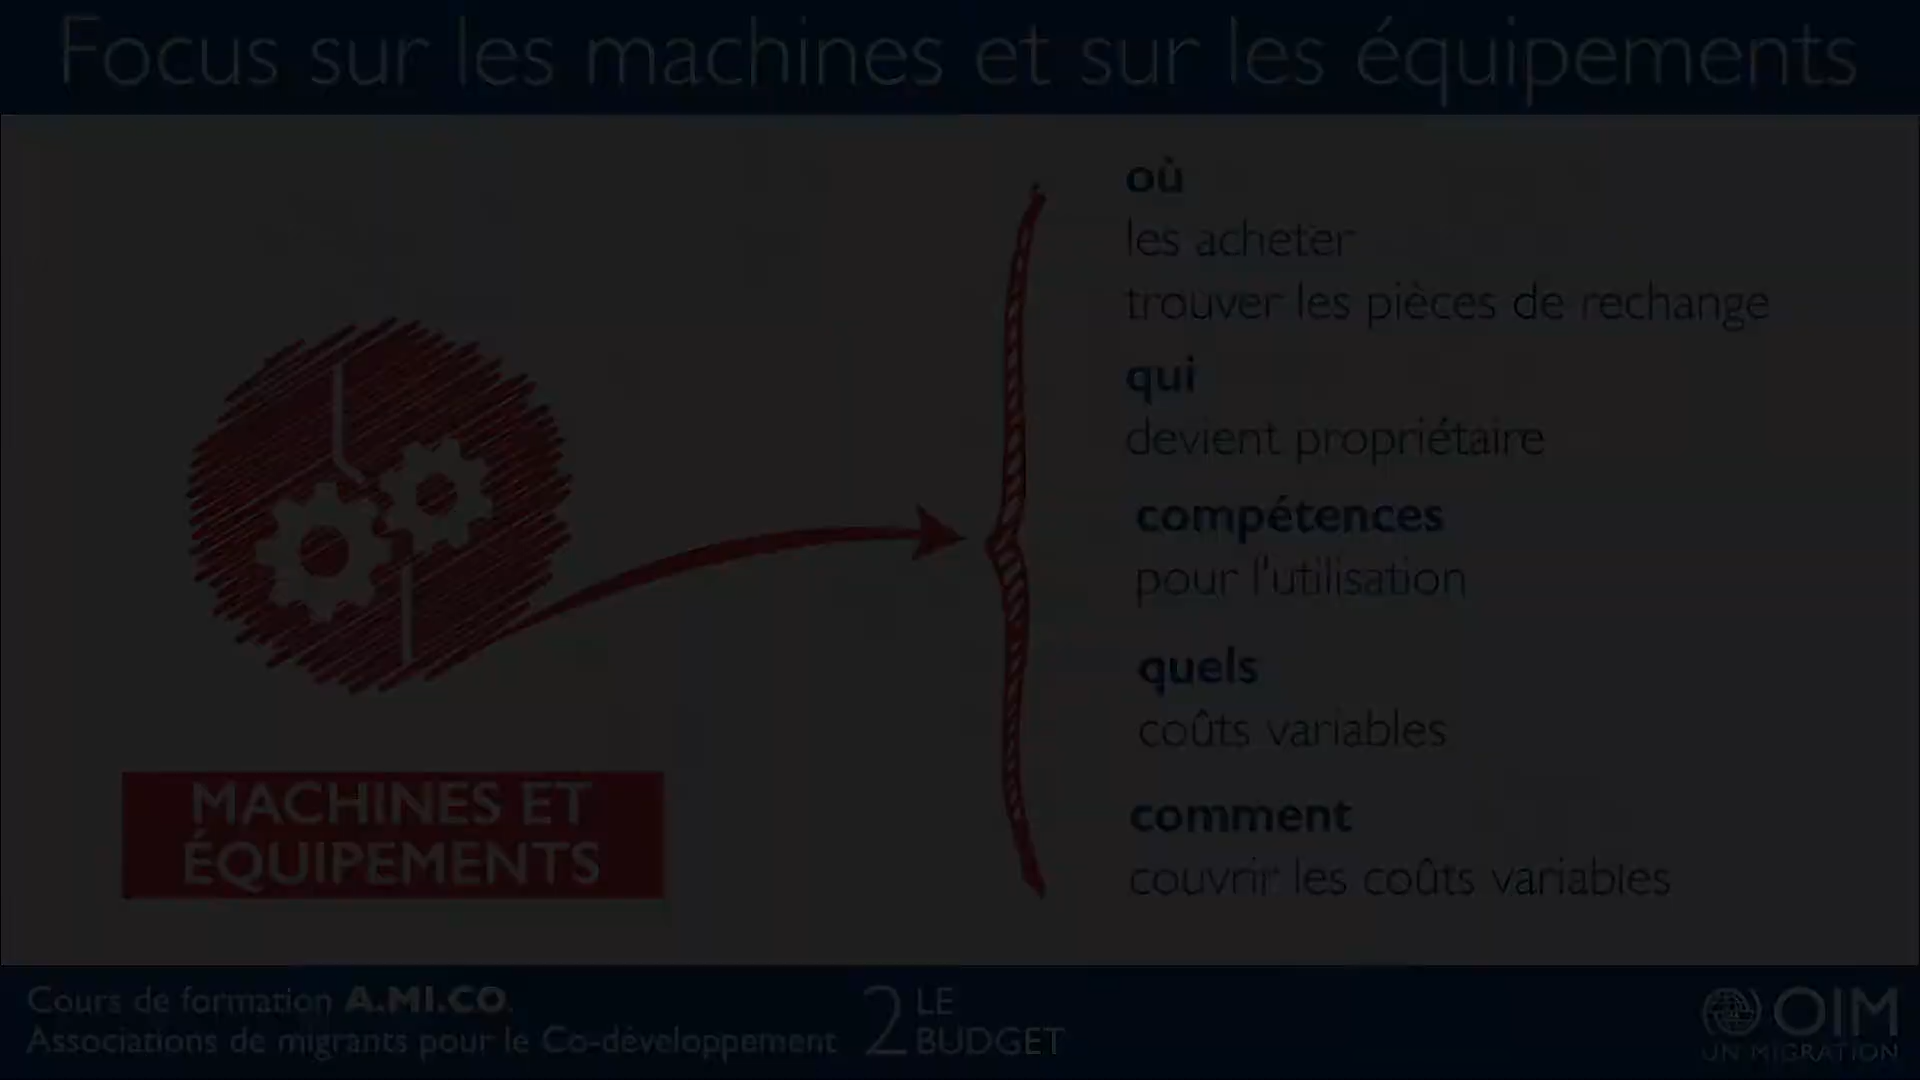 Focus sur les machines et sur les équipements
où
les acheter
trouver les pièces de rechange
qui
devient propriétaire
compétences
pour l'utilisation
quels
coûts variables
comment
couvrir les coûts variables
MACHINES ET
ÉQUIPEMENTS
Cours de formation A.MI.CO.
Associations de migrants pour le Co-développement
2 LE
BUDGET
OIM
UN MIGRATION